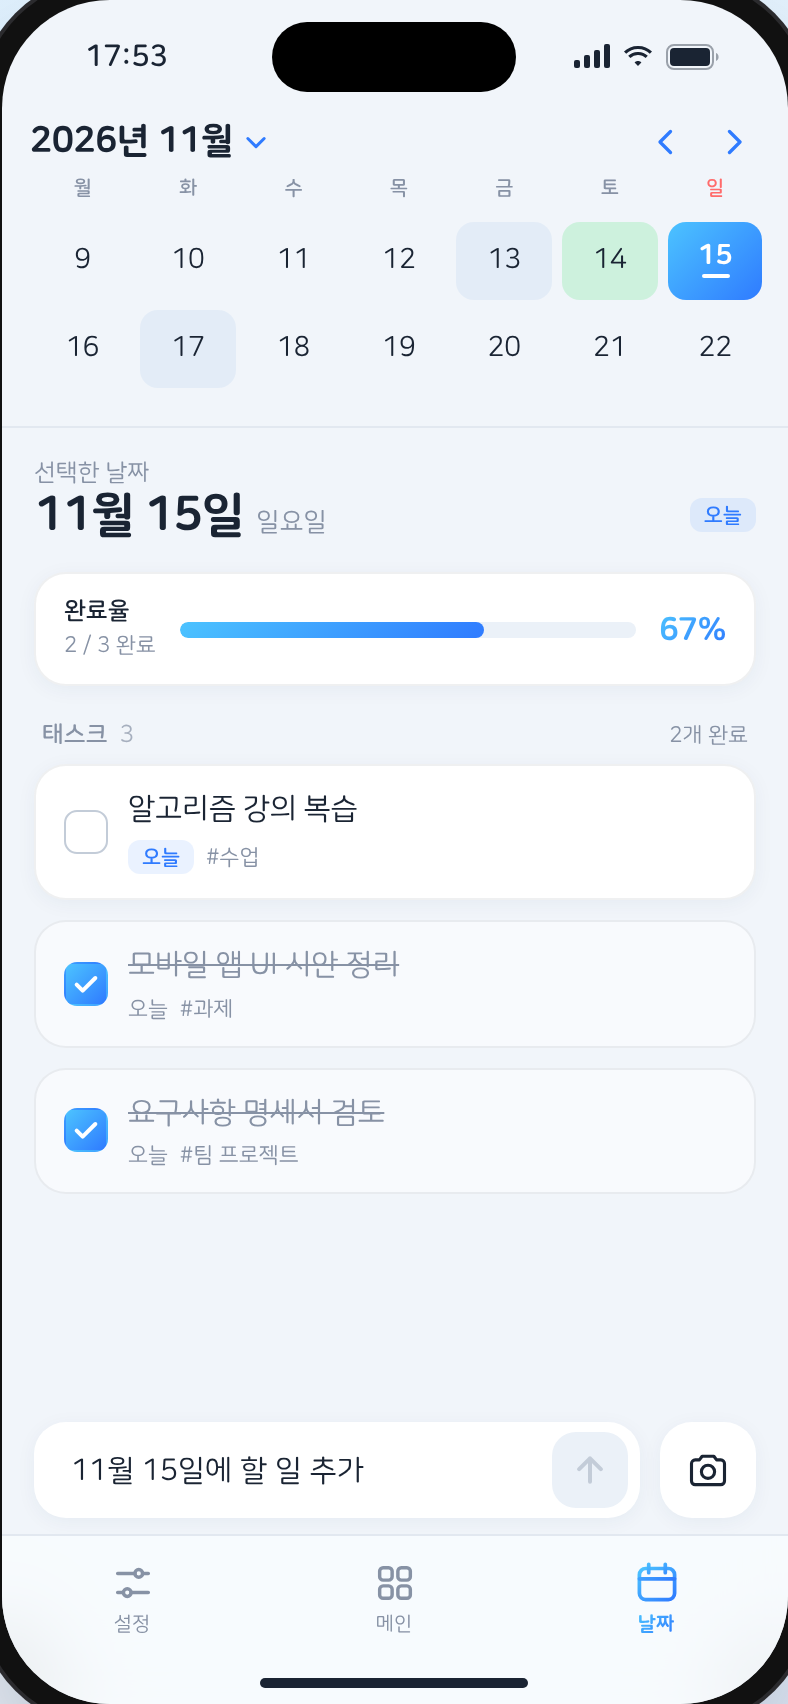 17:53
2026년 11월
월 화 수 목 금 토 일
9 10 11 12 13 14 15
16 17 18 19 20 21 22
선택한 날짜
11월 15일 일요일 오늘
완료율
2 / 3 완료
67%
태스크 3 2개 완료
알고리즘 강의 복습
오늘 #수업
모바일 앱 UI 시안 정리
오늘 #과제
요구사항 명세서 검토
오늘 #팀 프로젝트
11월 15일에 할 일 추가
설정 메인 날짜